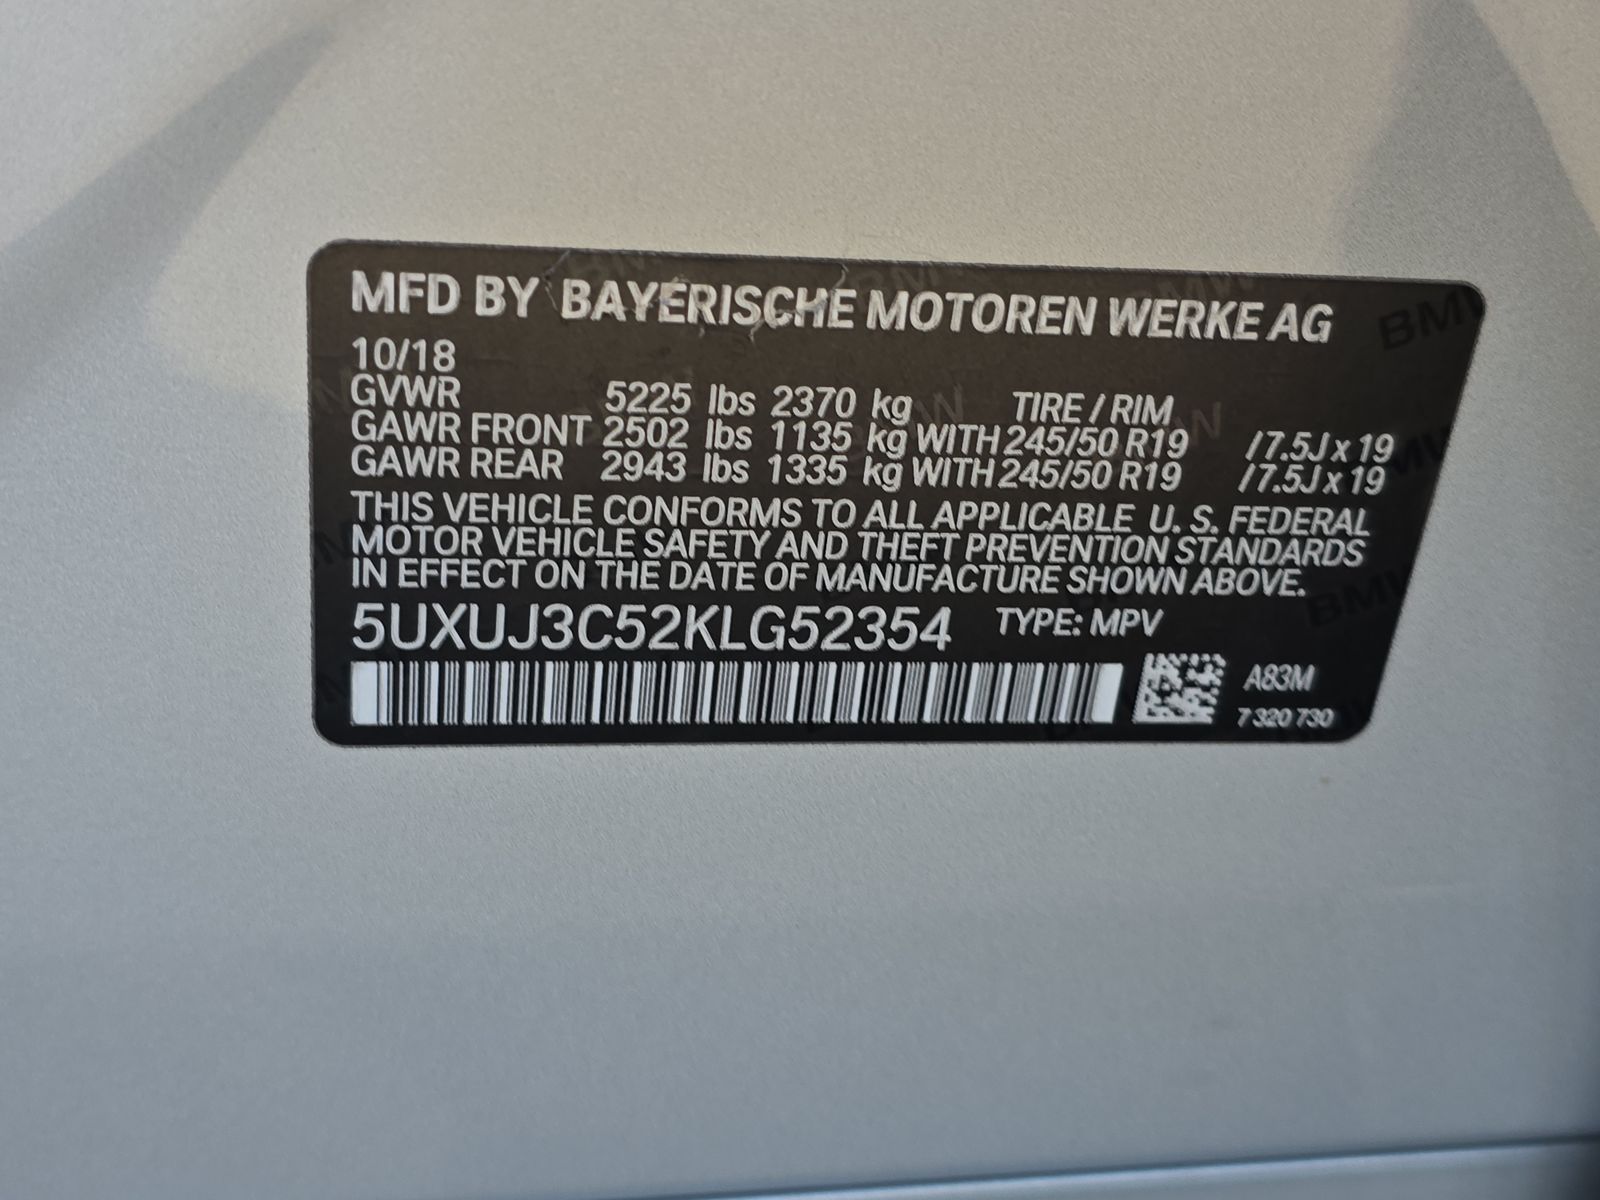 MFD BY BAYERISCHE MOTOREN WERKE AG
10/18
GVWR 5225 lbs 2370 kg TIRE / RIM
GAWR FRONT 2502 lbs 1135 kg WITH 245/50 R19 /7.5J x 19
GAWR REAR 2943 lbs 1335 kg WITH 245/50 R19 /7.5J x 19
THIS VEHICLE CONFORMS TO ALL APPLICABLE U. S. FEDERAL
MOTOR VEHICLE SAFETY AND THEFT PREVENTION STANDARDS
IN EFFECT ON THE DATE OF MANUFACTURE SHOWN ABOVE.
5UXUJ3C52KLG52354 TYPE: MPV
A83M
7 320 730